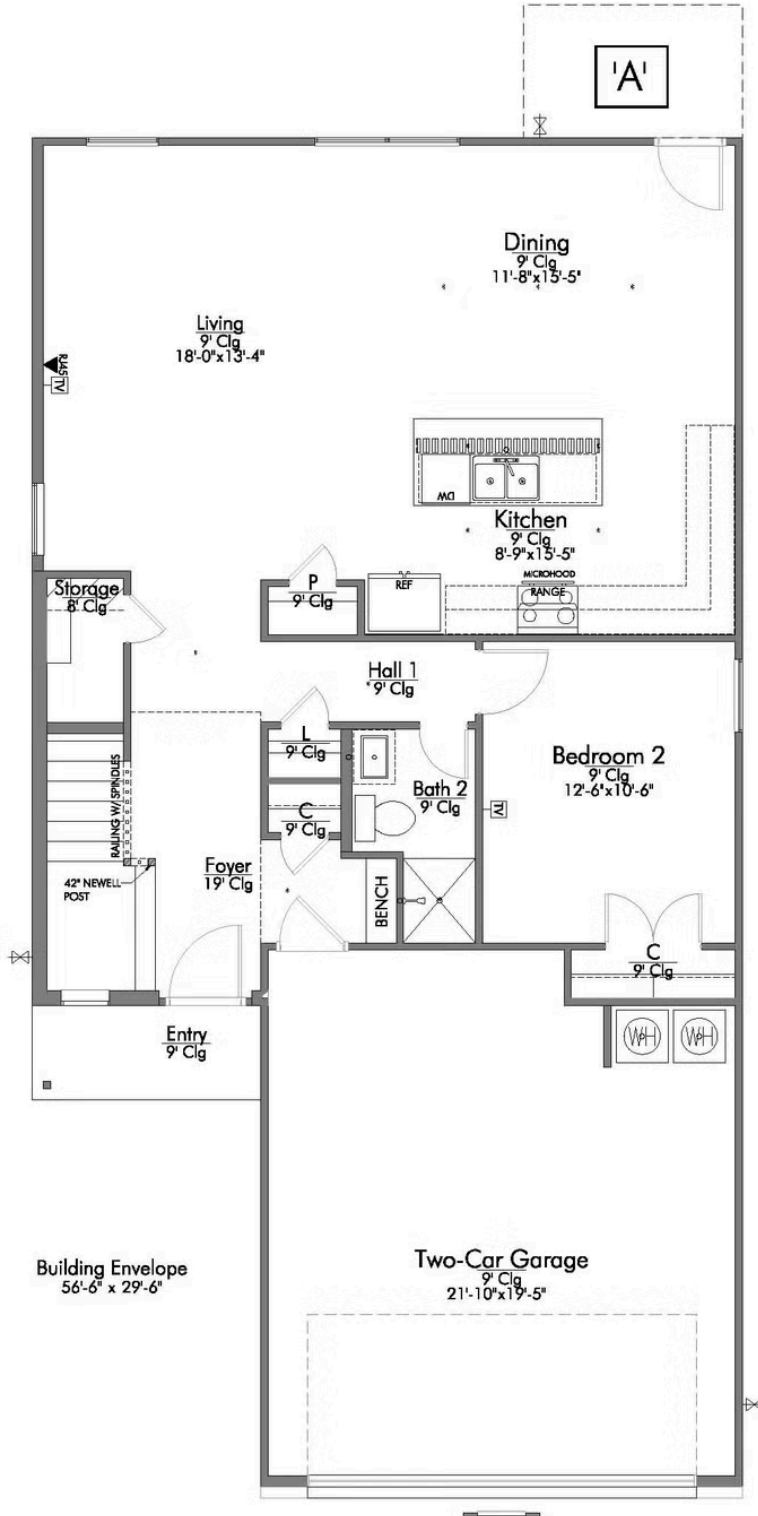 'A'
Dining
9' Clg
11'-8"x15'-5"
Living
9' Clg
18'-0"x13'-4"
RJ45
TV
DW
Kitchen
9' Clg
8'-9"x15'-5"
MICROHOOD
RANGE
REF
P
9' Clg
Storage
8' Clg
Hall 1
9' Clg
L
9' Clg
Bedroom 2
9' Clg
12'-6"x10'-6"
TV
Bath 2
9' Clg
C
9' Clg
RAILING W/ SPINDLES
42" NEWELL
POST
Foyer
19' Clg
BENCH
C
9' Clg
WH
WH
Entry
9' Clg
Building Envelope
56'-6" x 29'-6"
Two-Car Garage
9' Clg
21'-10"x19'-5"